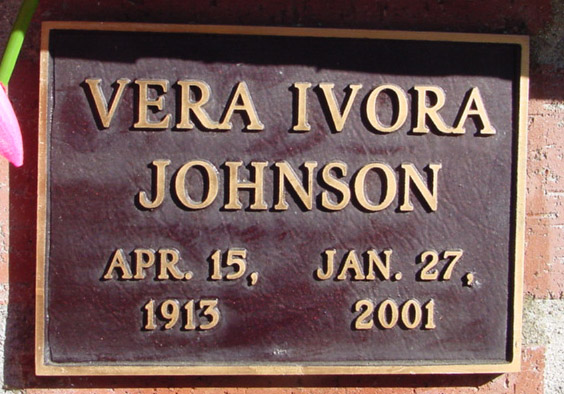 VERA IVORA
JOHNSON
APR. 15, JAN. 27,
1913 2001